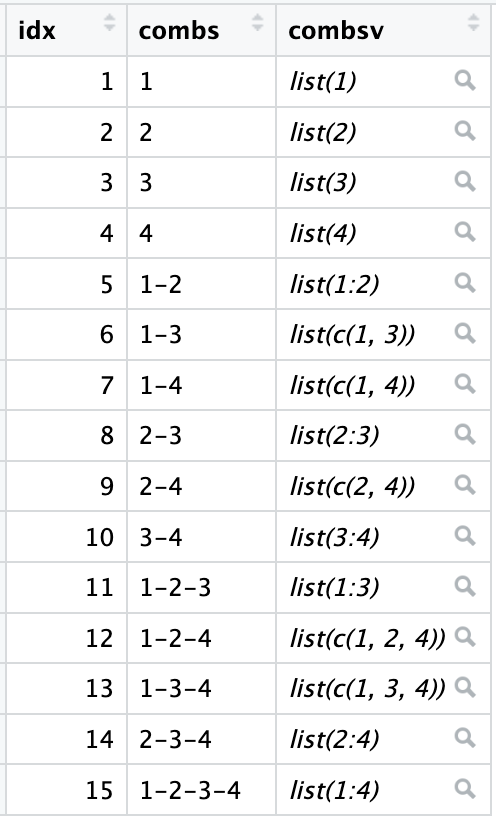 idx combs combsv
1 1 list(1)
2 2 list(2)
3 3 list(3)
4 4 list(4)
5 1-2 list(1:2)
6 1-3 list(c(1, 3))
7 1-4 list(c(1, 4))
8 2-3 list(2:3)
9 2-4 list(c(2, 4))
10 3-4 list(3:4)
11 1-2-3 list(1:3)
12 1-2-4 list(c(1, 2, 4))
13 1-3-4 list(c(1, 3, 4))
14 2-3-4 list(2:4)
15 1-2-3-4 list(1:4)